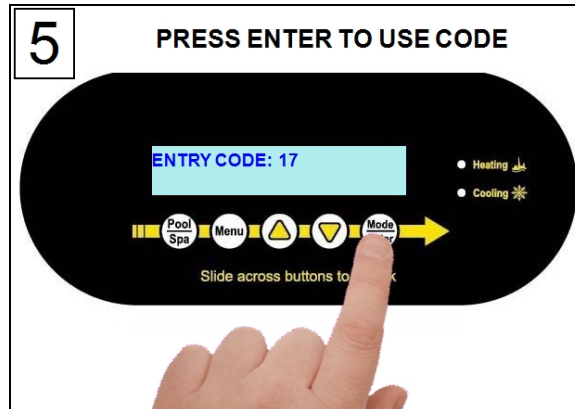 5
PRESS ENTER TO USE CODE
ENTRY CODE: 17
Heating
Cooling
Pool
Spa
Menu
Mode
Slide across buttons to